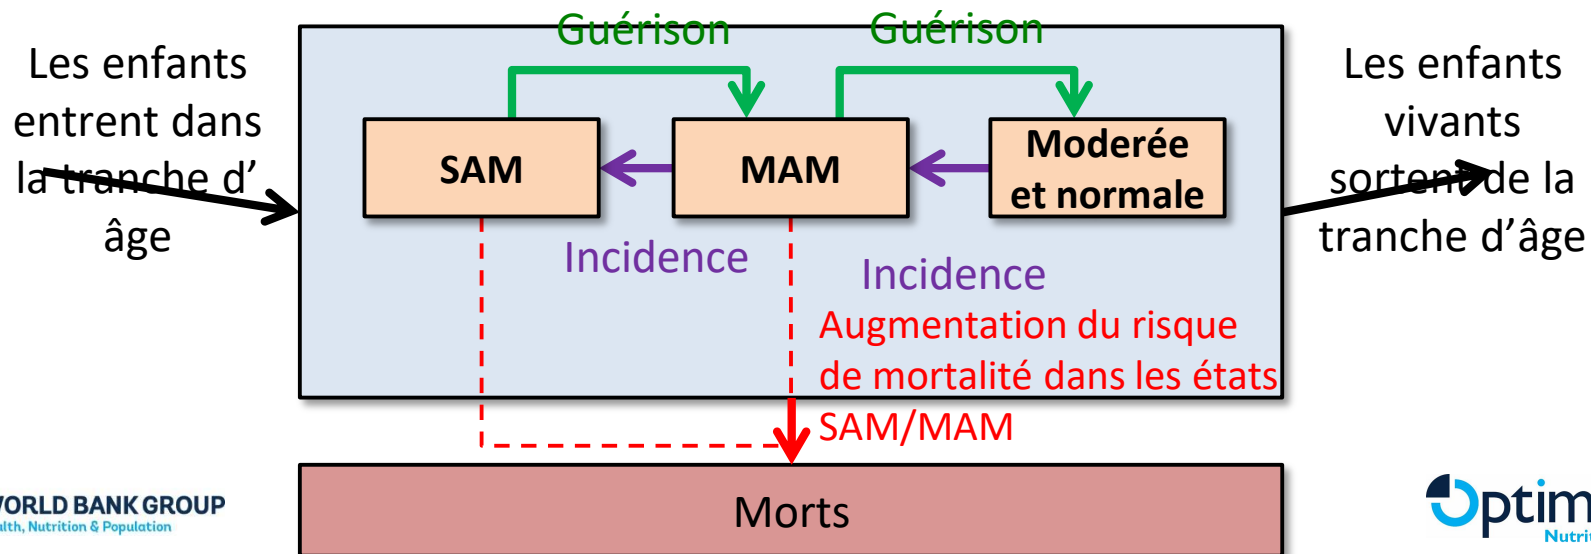 Guérison
Guérison
Les enfants
entrent dans
la tranche d'
âge
SAM
MAM
Moderée
et normale
Les enfants
vivants
sortent de la
tranche d'âge
Incidence
Incidence
Augmentation du risque
de mortalité dans les états
SAM/MAM
Morts
WORLD BANK GROUP
alth, Nutrition & Population
Optim
Nutri